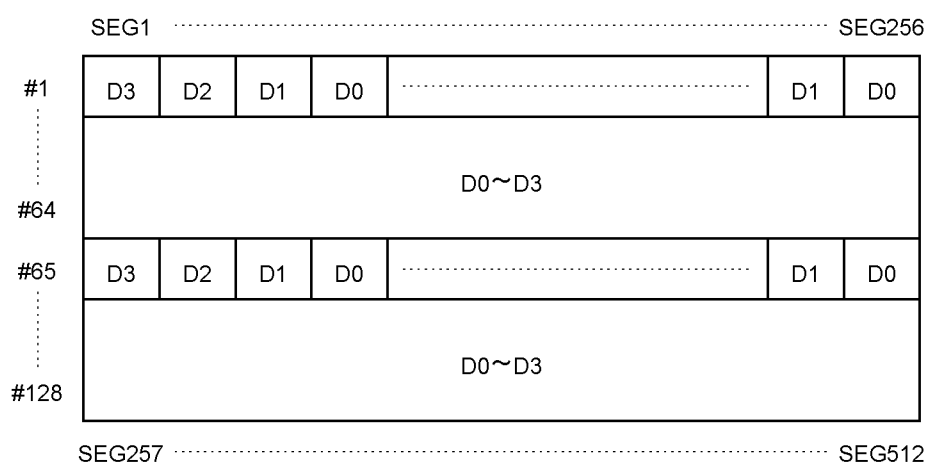 SEG1 SEG256
#1 D3 D2 D1 D0 D1 D0
D0～D3
#64
#65 D3 D2 D1 D0 D1 D0
D0～D3
#128
SEG257 SEG512